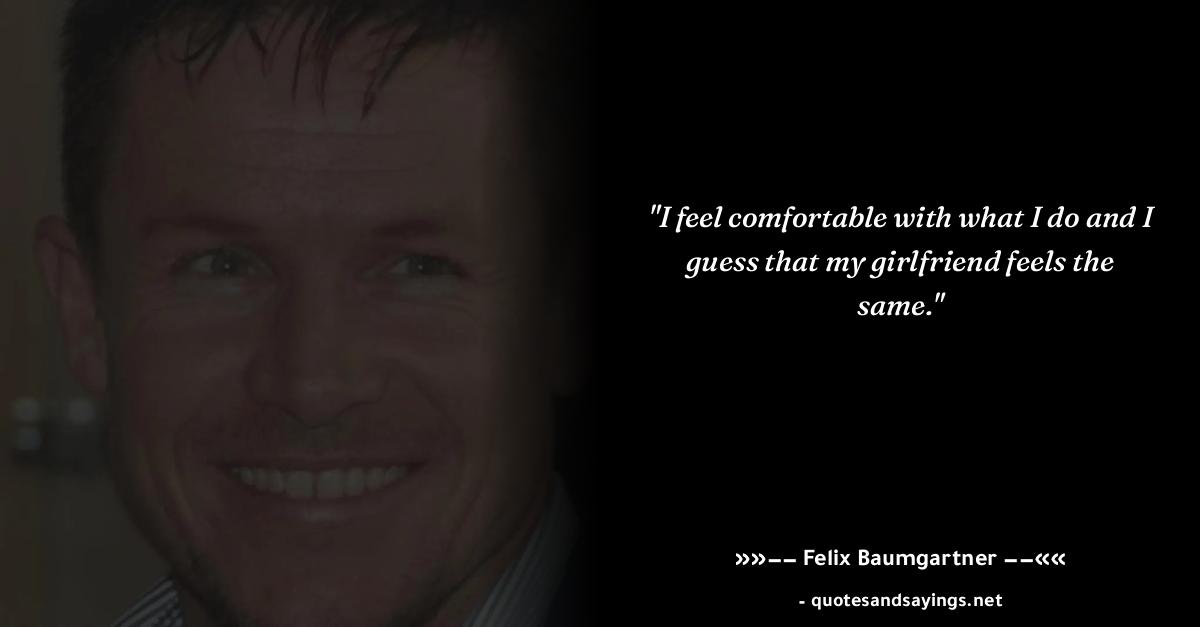 "I feel comfortable with what I do and I
guess that my girlfriend feels the
same."
»»−− Felix Baumgartner −−««
- quotesandsayings.net